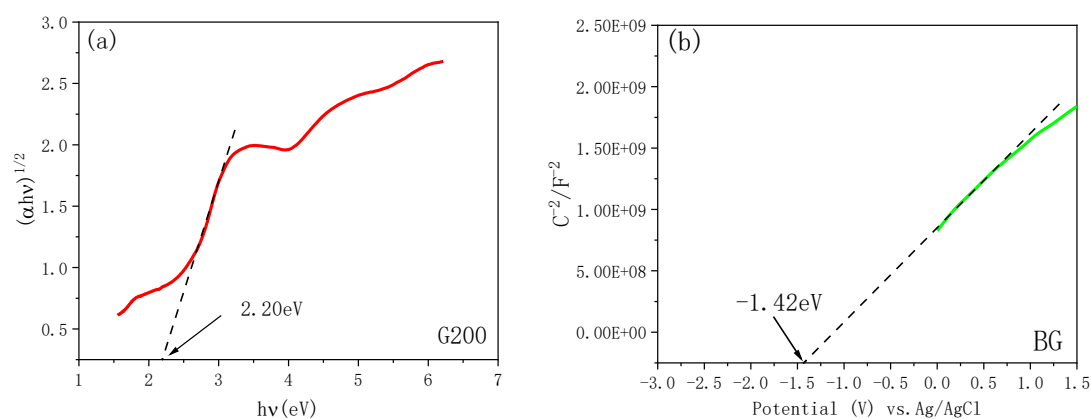 (a)
3.0
2.5
2.0
1.5
1.0
0.5
(αhν)^{1/2}
2.20eV
G200
1 2 3 4 5 6 7
hν(eV)
(b)
2.50E+09
2.00E+09
1.50E+09
1.00E+09
5.00E+08
0.00E+00
C^{-2}/F^{-2}
-1.42eV
BG
-3.0 -2.5 -2.0 -1.5 -1.0 -0.5 0.0 0.5 1.0 1.5
Potential (V) vs.Ag/AgCl